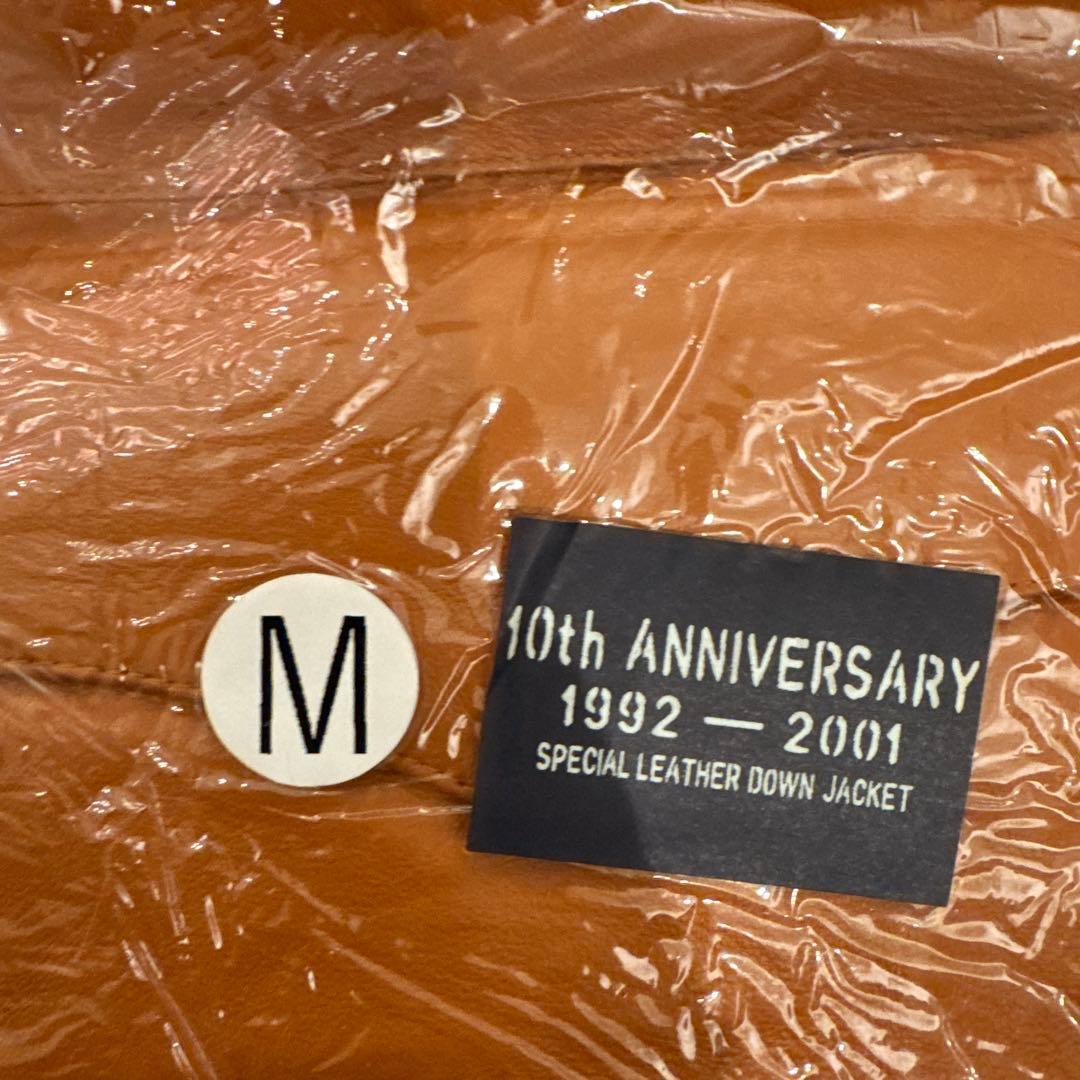 M
10th ANNIVERSARY
1992 — 2001
SPECIAL LEATHER DOWN JACKET